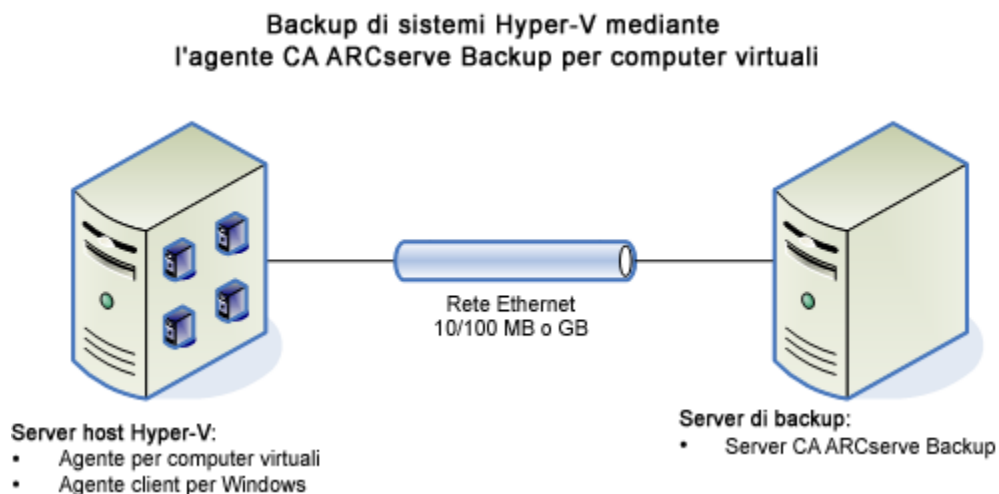 Backup di sistemi Hyper-V mediante
l'agente CA ARCserve Backup per computer virtuali
Rete Ethernet
10/100 MB o GB
Server host Hyper-V:
• Agente per computer virtuali
• Agente client per Windows
Server di backup:
• Server CA ARCserve Backup